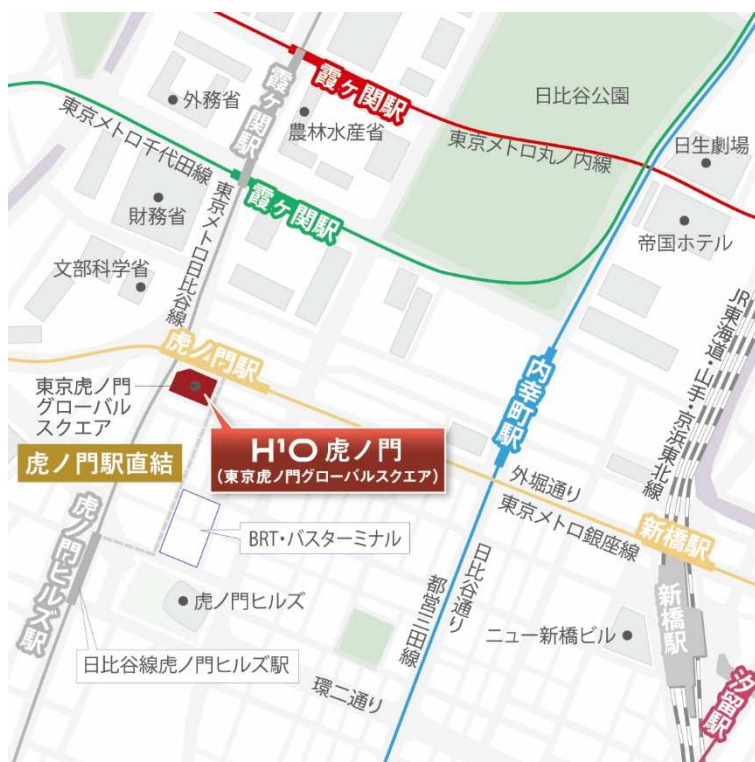 霞ヶ関駅
霞ヶ関駅
日比谷公園
外務省
農林水産省
東京メトロ丸ノ内線
日生劇場
東京メトロ千代田線
霞ヶ関駅
財務省
東京メトロ日比谷線
帝国ホテル
文部科学省
JR東海道・山手・京浜東北線
虎ノ門駅
内幸町駅
東京虎ノ門
グローバル
スクエア
H¹O 虎ノ門
(東京虎ノ門グローバルスクエア)
虎ノ門駅直結
外堀通り
東京メトロ銀座線
新橋駅
虎ノ門ヒルズ駅
BRT・バスターミナル
日比谷通り
都営三田線
虎ノ門ヒルズ
ニュー新橋ビル
新橋駅
日比谷線虎ノ門ヒルズ駅
環二通り
汐留駅